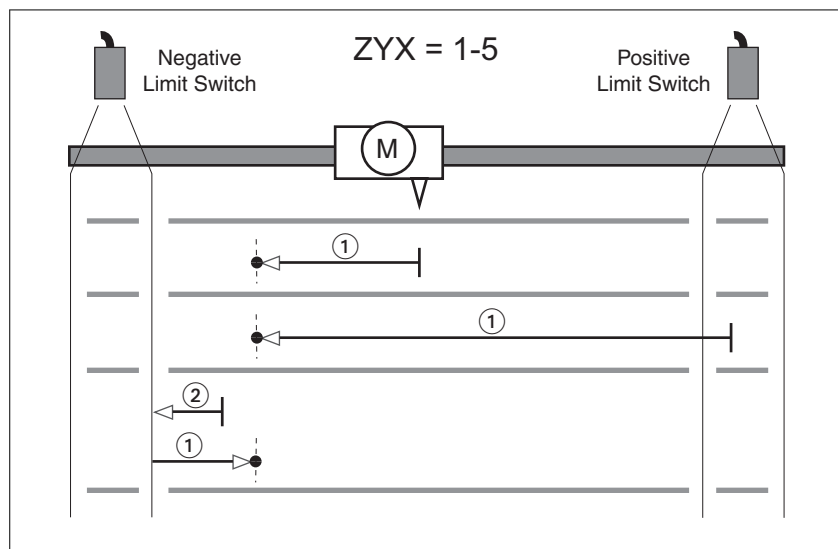 ZYX = 1-5
Negative
Limit Switch
Positive
Limit Switch
M
1
1
2
1